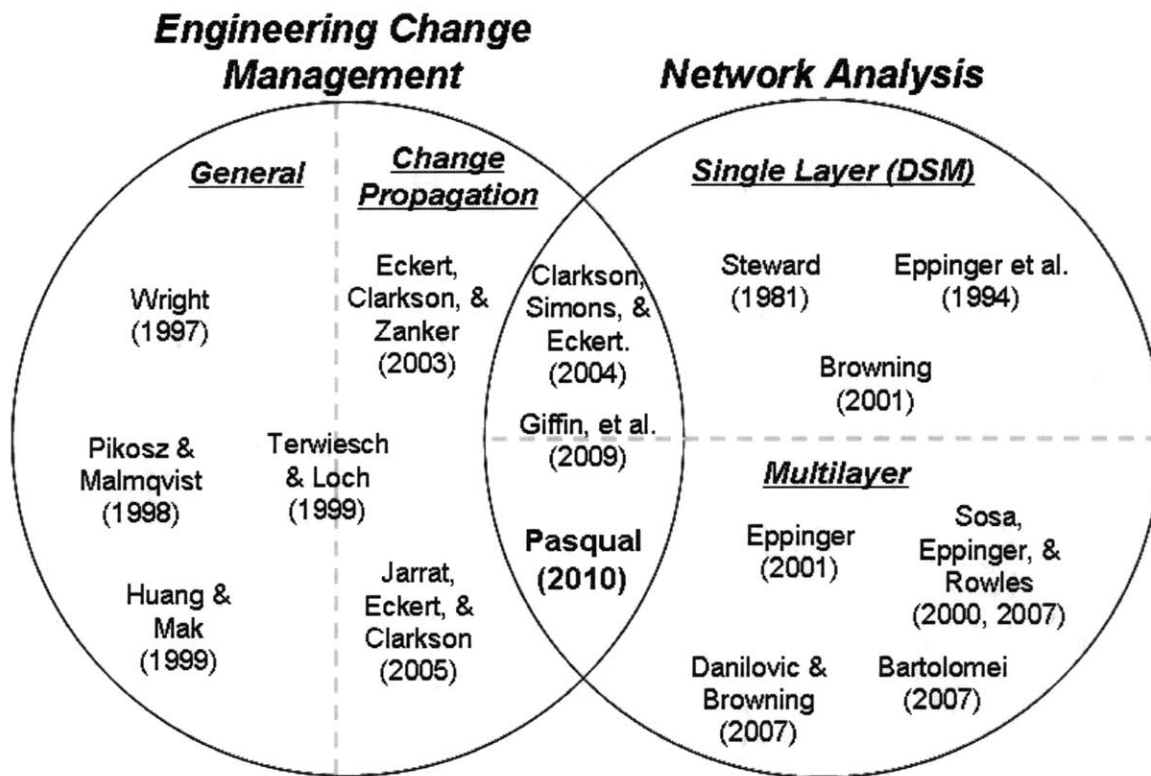 Engineering Change
Management
Network Analysis
General
Change
Propagation
Single Layer (DSM)
Wright
(1997)
Eckert,
Clarkson, &
Zanker
(2003)
Clarkson,
Simons, &
Eckert.
(2004)
Steward
(1981)
Eppinger et al.
(1994)
Browning
(2001)
Pikosz &
Malmqvist
(1998)
Terwiesch
& Loch
(1999)
Giffin, et al.
(2009)
Multilayer
Huang &
Mak
(1999)
Jarrat,
Eckert, &
Clarkson
(2005)
Pasqual
(2010)
Eppinger
(2001)
Sosa,
Eppinger, &
Rowles
(2000, 2007)
Danilovic &
Browning
(2007)
Bartolomei
(2007)